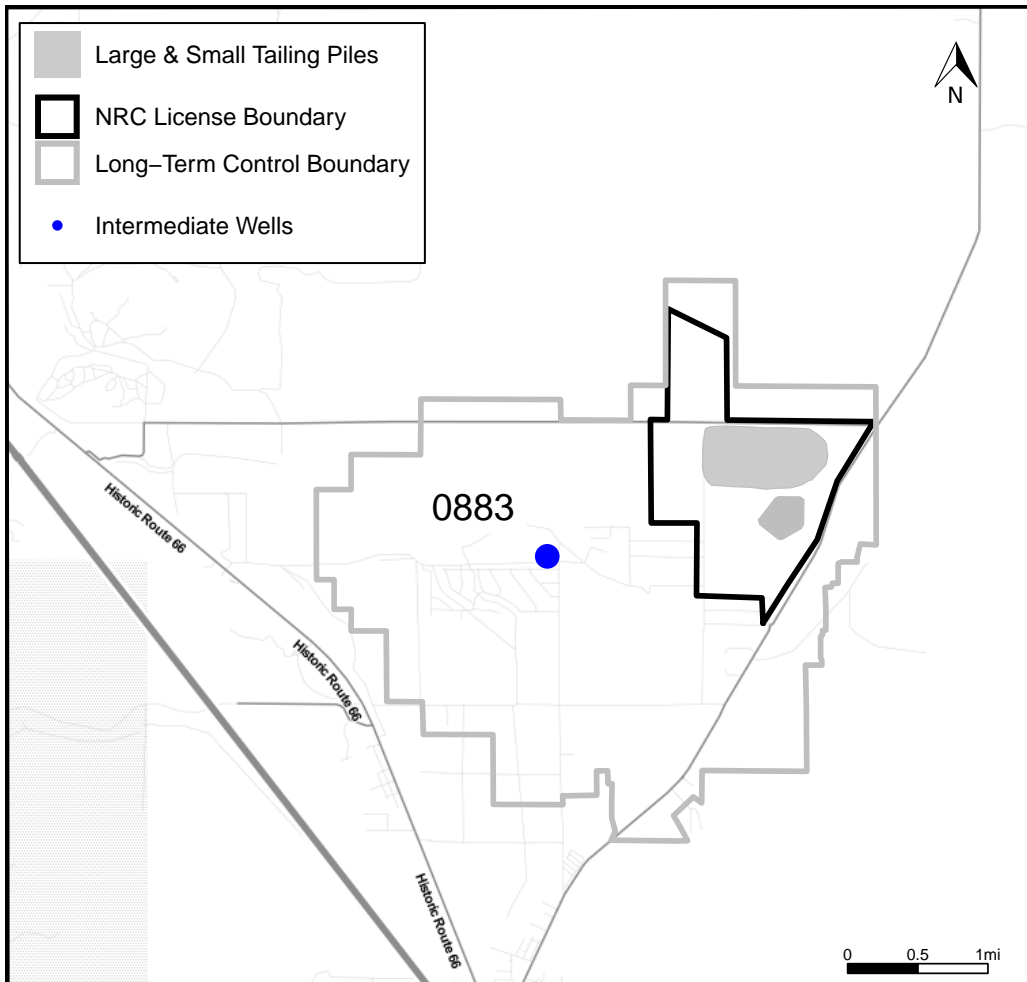 Large & Small Tailing Piles
NRC License Boundary
Long−Term Control Boundary
Intermediate Wells
N
0883
Historic Route 66
Historic Route 66
Historic Route 66
0 0.5 1mi